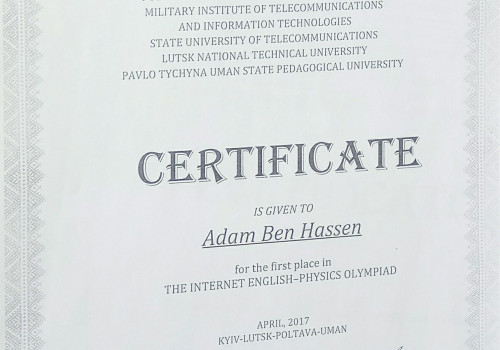 MILITARY INSTITUTE OF TELECOMMUNICATIONS
AND INFORMATION TECHNOLOGIES
STATE UNIVERSITY OF TELECOMMUNICATIONS
LUTSK NATIONAL TECHNICAL UNIVERSITY
PAVLO TYCHYNA UMAN STATE PEDAGOGICAL UNIVERSITY
CERTIFICATE
IS GIVEN TO
Adam Ben Hassen
for the first place in
THE INTERNET ENGLISH–PHYSICS OLYMPIAD
APRIL, 2017
KYIV-LUTSK-POLTAVA-UMAN